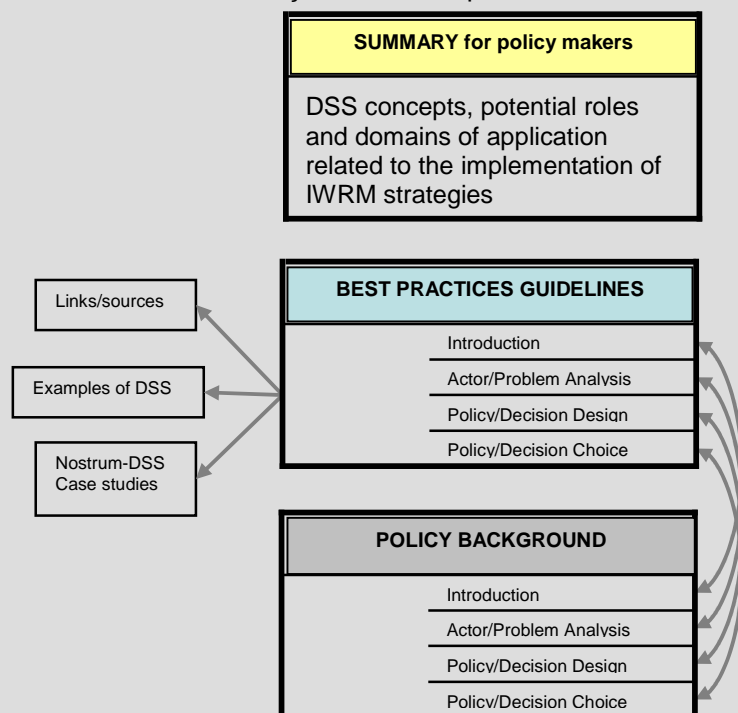 SUMMARY for policy makers
DSS concepts, potential roles
and domains of application
related to the implementation of
IWRM strategies
BEST PRACTICES GUIDELINES
Links/sources
Introduction
Examples of DSS
Actor/Problem Analysis
Policy/Decision Design
Policy/Decision Choice
Nostrum-DSS
Case studies
POLICY BACKGROUND
Introduction
Actor/Problem Analysis
Policy/Decision Design
Policy/Decision Choice